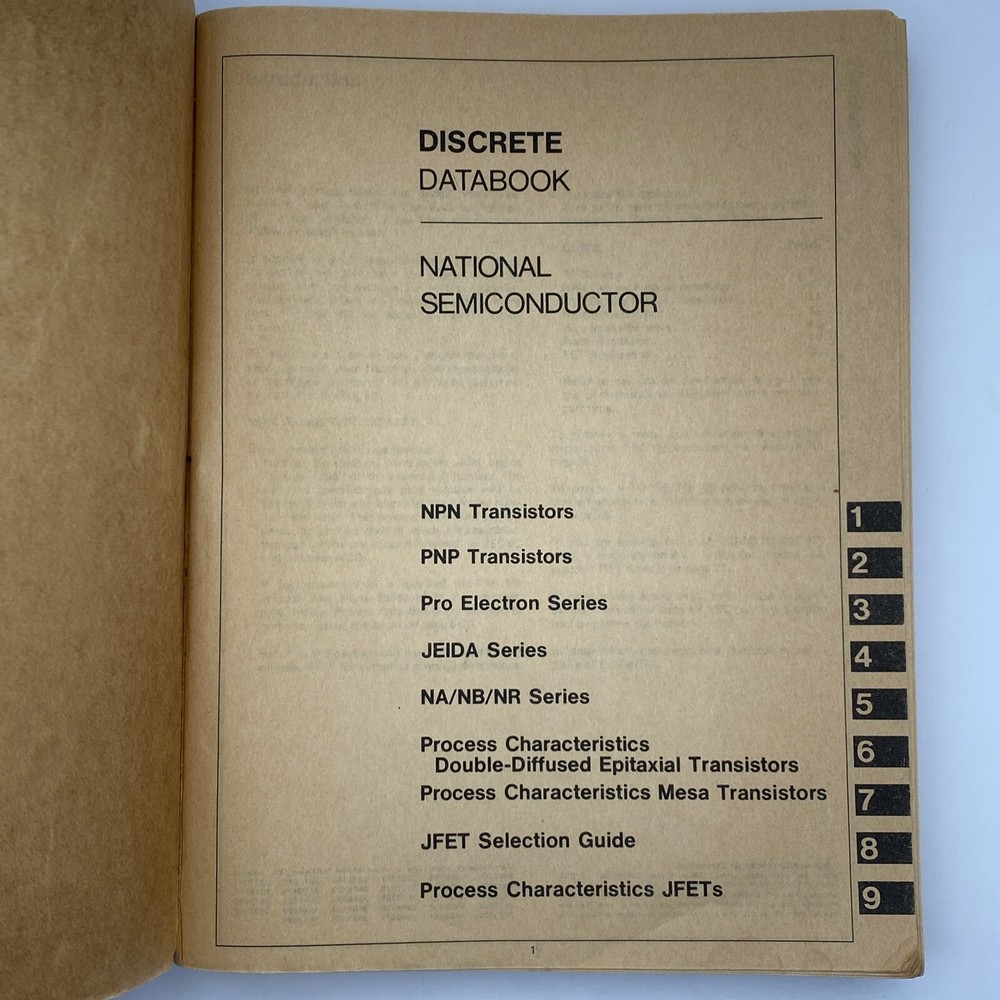 DISCRETE
DATABOOK
NATIONAL
SEMICONDUCTOR
NPN Transistors 1
PNP Transistors 2
Pro Electron Series 3
JEIDA Series 4
NA/NB/NR Series 5
Process Characteristics
Double-Diffused Epitaxial Transistors 6
Process Characteristics Mesa Transistors 7
JFET Selection Guide 8
Process Characteristics JFETs 9
1